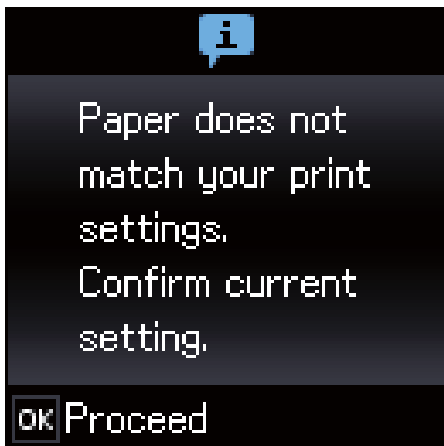 i
Paper does not
match your print
settings.
Confirm current
setting.
OK Proceed